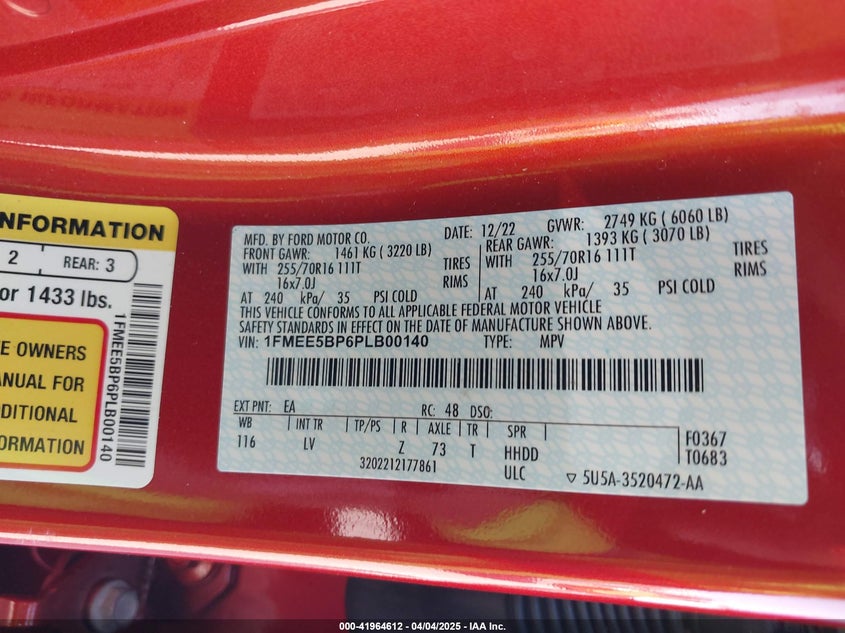 NFORMATION
2 REAR: 3
or 1433 lbs.
E OWNERS
ANUAL FOR
DITIONAL
ORMATION
1FMEE5BP6PLB00140
MFD. BY FORD MOTOR CO. DATE: 12/22 GVWR: 2749 KG ( 6060 LB)
FRONT GAWR: 1461 KG ( 3220 LB) REAR GAWR: 1393 KG ( 3070 LB)
WITH 255/70R16 111T TIRES WITH 255/70R16 111T TIRES
16x7.0J RIMS 16x7.0J RIMS
AT 240 kPa/ 35 PSI COLD AT 240 kPa/ 35 PSI COLD
THIS VEHICLE CONFORMS TO ALL APPLICABLE FEDERAL MOTOR VEHICLE
SAFETY STANDARDS IN EFFECT ON THE DATE OF MANUFACTURE SHOWN ABOVE.
VIN: 1FMEE5BP6PLB00140 TYPE: MPV
EXT PNT: EA RC: 48 DSO:
WB INT TR TP/PS R AXLE TR SPR F0367
116 LV Z 73 T HHDD T0683
3202212177861 ULC ▽ 5U5A-3520472-AA
000-41964612 - 04/04/2025 - IAA Inc.